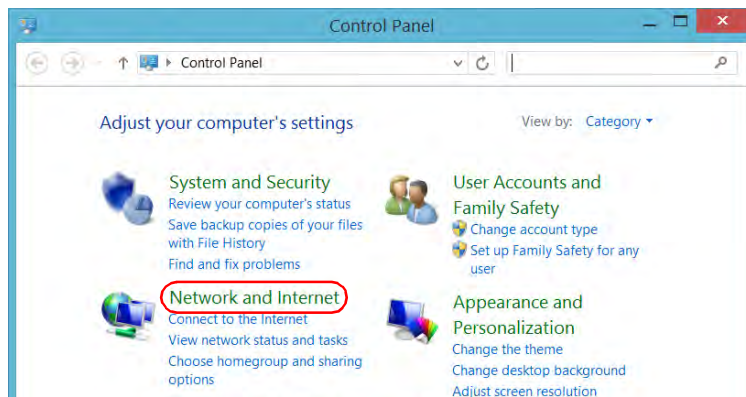 Control Panel
Control Panel
Adjust your computer's settings
View by: Category
System and Security
Review your computer's status
Save backup copies of your files
with File History
Find and fix problems
Network and Internet
Connect to the Internet
View network status and tasks
Choose homegroup and sharing
options
User Accounts and
Family Safety
Change account type
Set up Family Safety for any
user
Appearance and
Personalization
Change the theme
Change desktop background
Adjust screen resolution